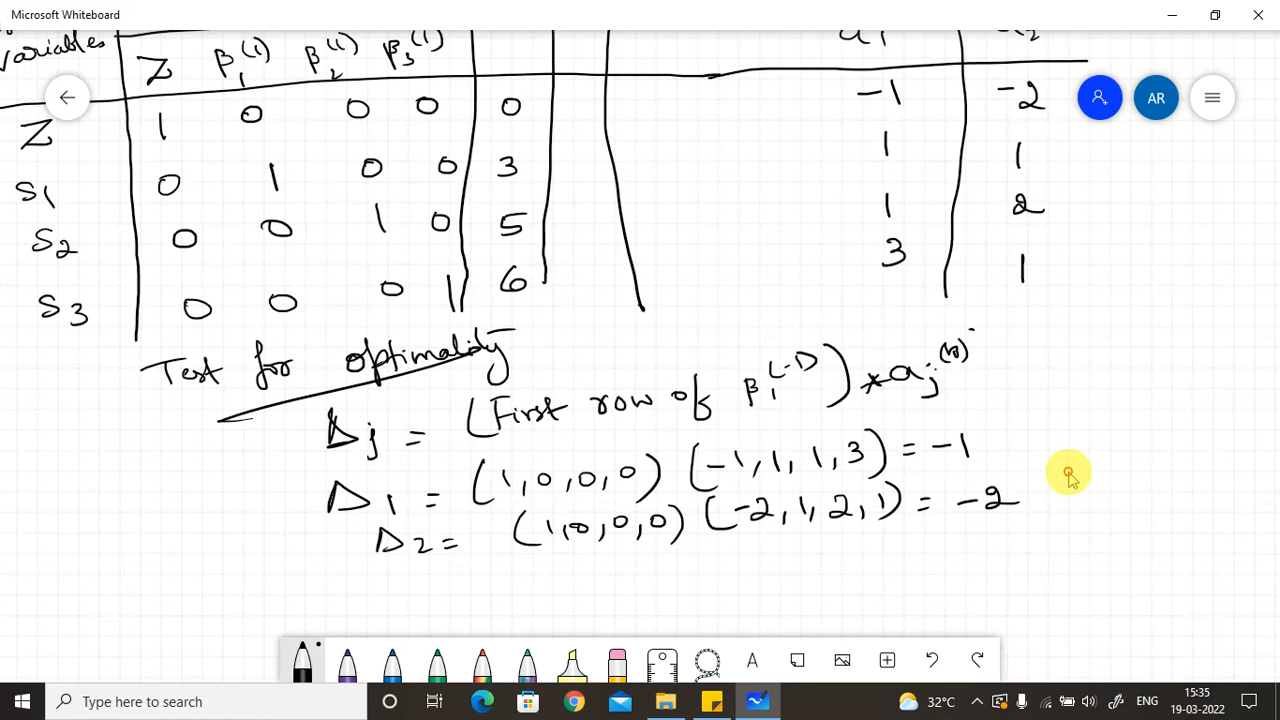 Microsoft Whiteboard
Variables
Z β₁⁽¹⁾ β₂⁽¹⁾ β₃⁽¹⁾
Z 1 0 0 0 0 -1 -2
S1 0 1 0 0 3 1 1
S2 0 0 1 0 5 1 2
S3 0 0 0 1 6 3 1
Test for optimality
Δj = (First row of β₁⁽⁻¹⁾) * aj
Δ1 = (1,0,0,0) (-1,1,1,3) = -1
Δ2 = (1,0,0,0) (-2,1,2,1) = -2
AR
A
Type here to search
32°C
ENG
15:35
19-03-2022